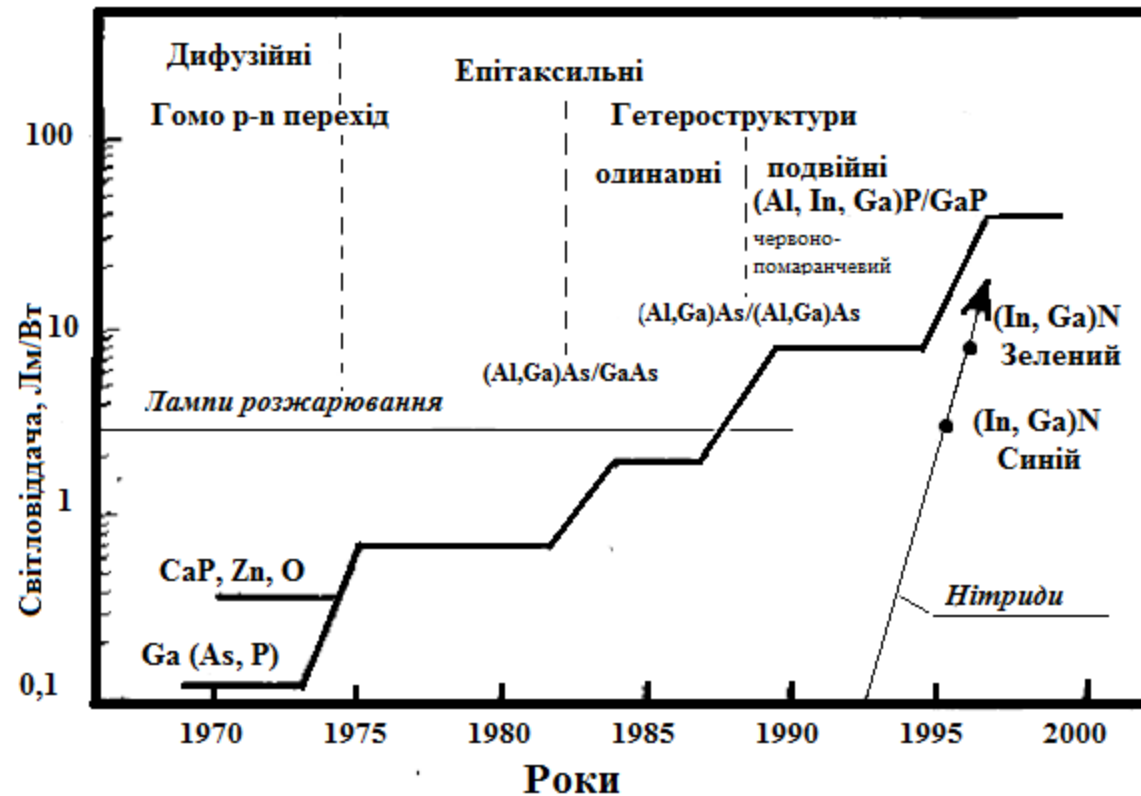 Дифузійні
Гомо p-n перехід
Епітаксильні
Гетероструктури
одинарні
подвійні
(Al, In, Ga)P/GaP
червоно-
помаранчевий
(Al,Ga)As/(Al,Ga)As
(Al,Ga)As/GaAs
(In, Ga)N
Зелений
(In, Ga)N
Синій
Лампи розжарювання
CaP, Zn, O
Ga (As, P)
Нітриди
Світловіддача, Лм/Вт
100
10
1
0,1
1970
1975
1980
1985
1990
1995
2000
Роки